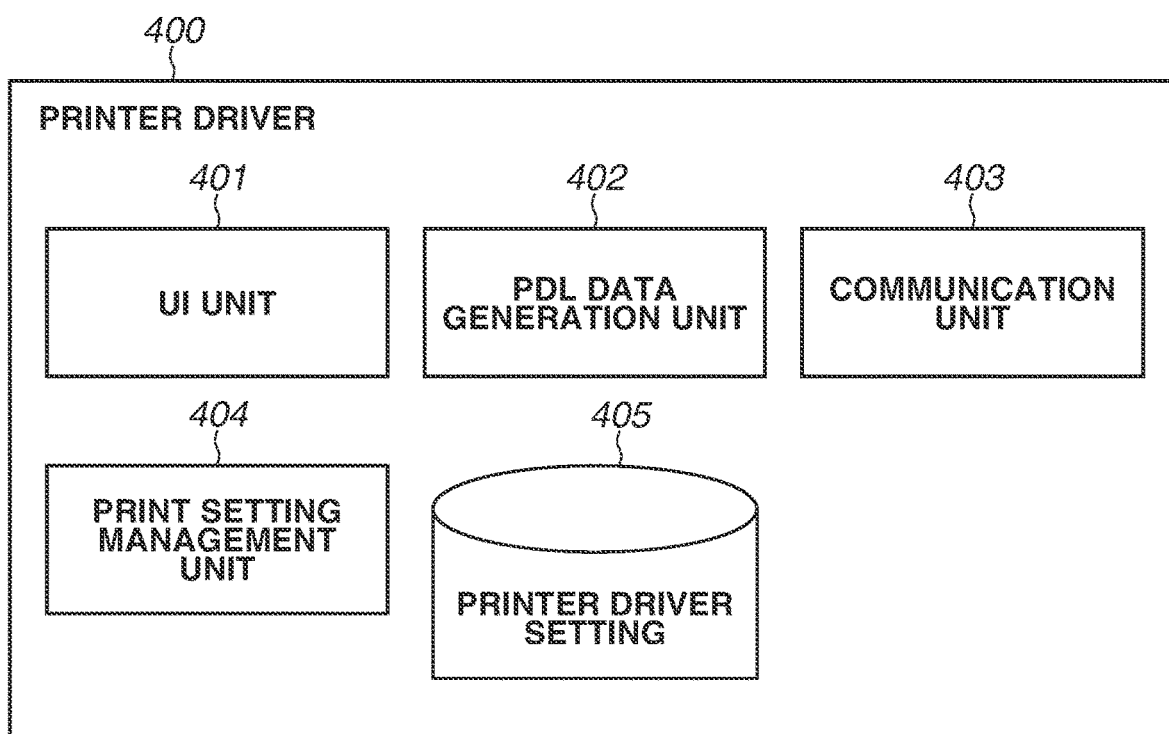 400
PRINTER DRIVER
401
402
403
UI UNIT
PDL DATA
GENERATION UNIT
COMMUNICATION
UNIT
404
405
PRINT SETTING
MANAGEMENT
UNIT
PRINTER DRIVER
SETTING